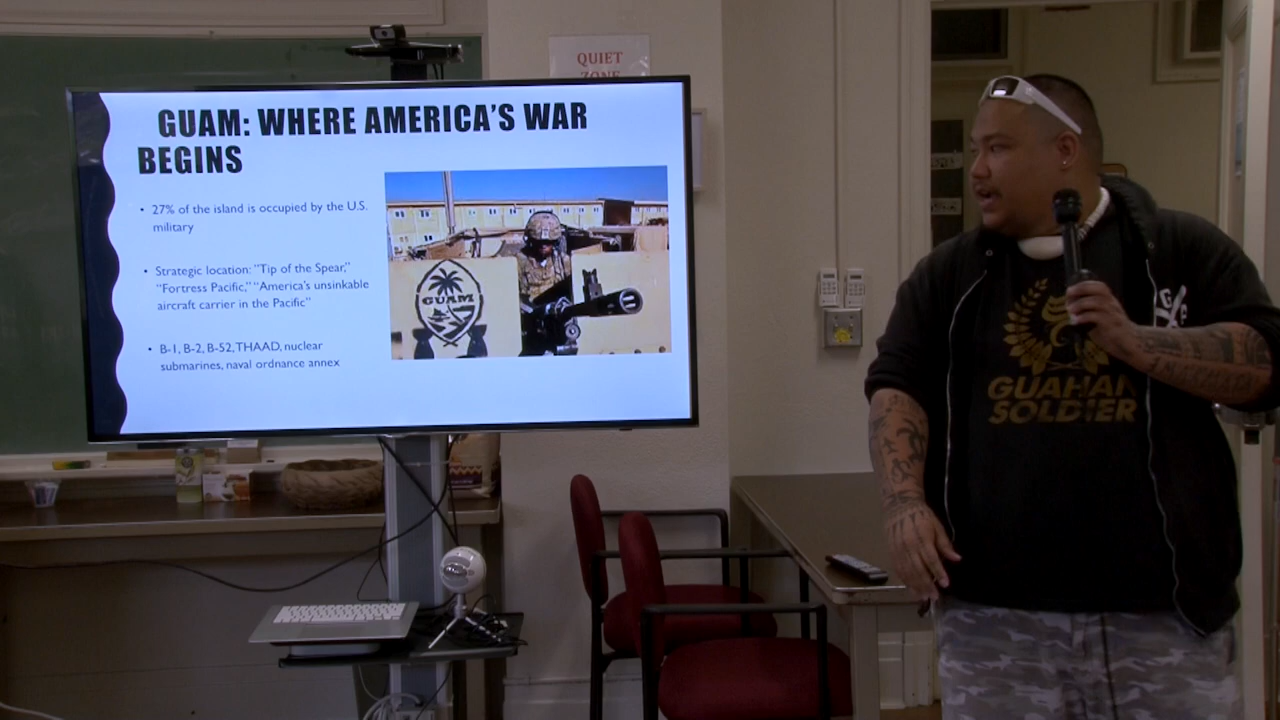 QUIET
ZONE
GUAM: WHERE AMERICA'S WAR
BEGINS
• 27% of the island is occupied by the U.S.
military
• Strategic location: "Tip of the Spear,"
"Fortress Pacific," "America's unsinkable
aircraft carrier in the Pacific"
• B-1, B-2, B-52, THAAD, nuclear
submarines, naval ordnance annex
GUAM
GUAHAN
SOLDIER